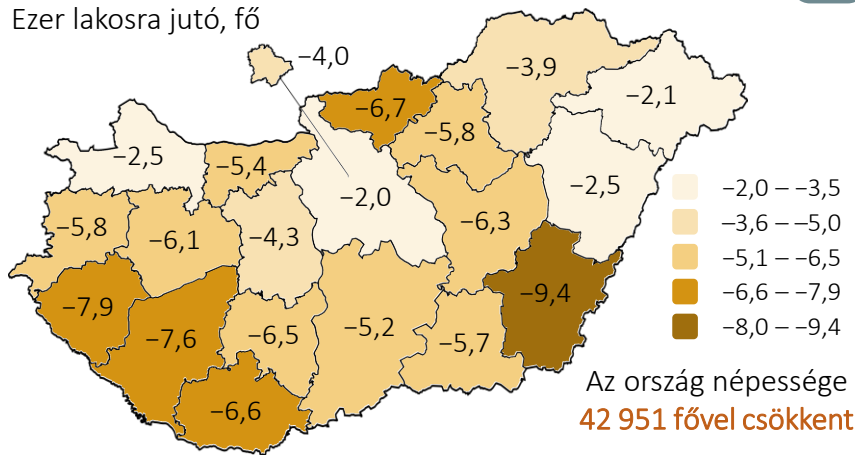 Ezer lakosra jutó, fő
−4,0
−3,9
−6,7
−2,1
−5,8
−2,5
−5,4
−2,5
−2,0
−5,8
−6,1
−4,3
−6,3
−7,9
−9,4
−7,6
−6,5
−5,2
−5,7
−6,6
−2,0 – −3,5
−3,6 – −5,0
−5,1 – −6,5
−6,6 – −7,9
−8,0 – −9,4
Az ország népessége
42 951 fővel csökkent